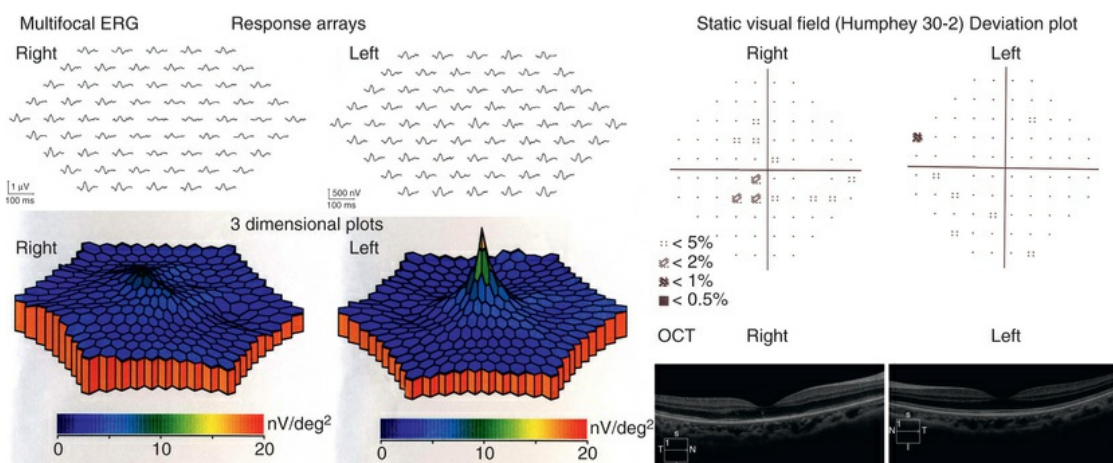 Multifocal ERG Response arrays
Right Left
1 μV
100 ms
500 nV
100 ms
3 dimensional plots
Right Left
nV/deg2
0 10 20
nV/deg2
0 10 20
Static visual field (Humphey 30-2) Deviation plot
Right Left
< 5%
< 2%
< 1%
< 0.5%
OCT Right Left
S
1
T N
I
S
1
N T
I